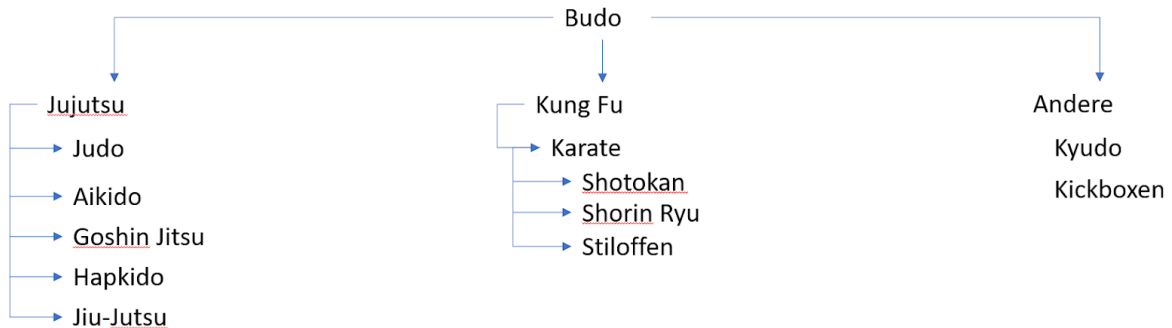 Budo
Jujutsu
Judo
Aikido
Goshin Jitsu
Hapkido
Jiu-Jutsu
Kung Fu
Karate
Shotokan
Shorin Ryu
Stiloffen
Andere
Kyudo
Kickboxen